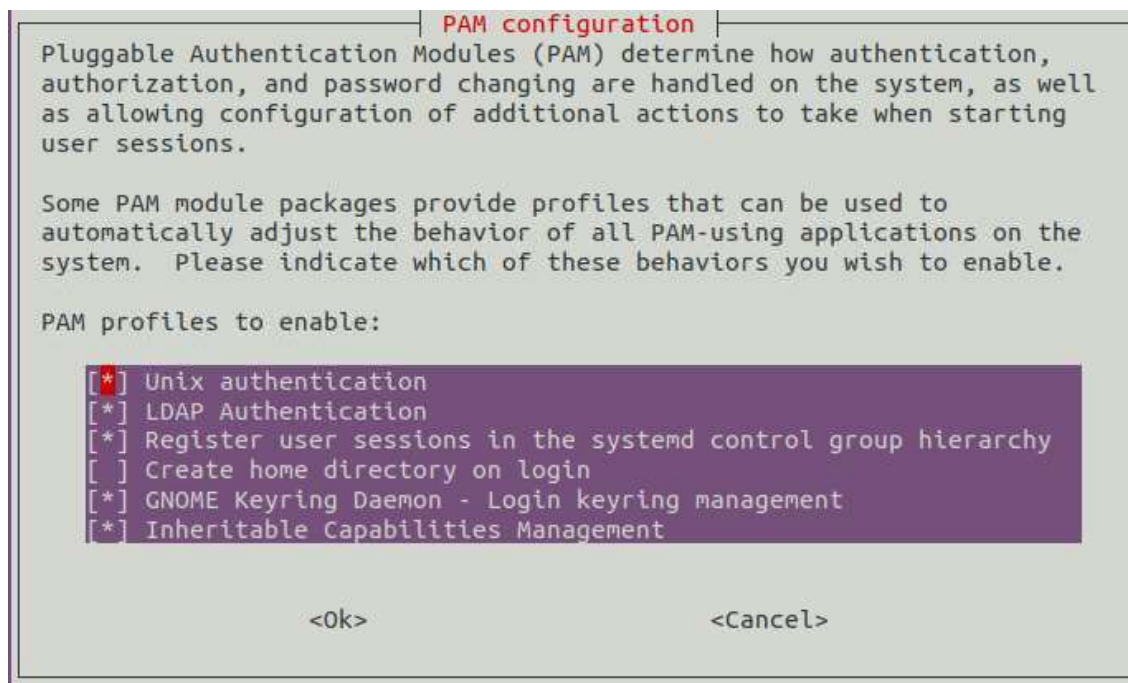 PAM configuration
Pluggable Authentication Modules (PAM) determine how authentication,
authorization, and password changing are handled on the system, as well
as allowing configuration of additional actions to take when starting
user sessions.
Some PAM module packages provide profiles that can be used to
automatically adjust the behavior of all PAM-using applications on the
system.  Please indicate which of these behaviors you wish to enable.
PAM profiles to enable:
[*] Unix authentication
[*] LDAP Authentication
[*] Register user sessions in the systemd control group hierarchy
[ ] Create home directory on login
[*] GNOME Keyring Daemon - Login keyring management
[*] Inheritable Capabilities Management
<Ok> <Cancel>